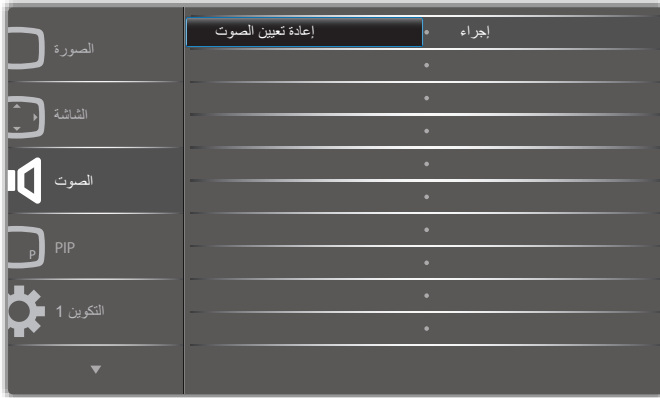 الصورة
الشاشة
الصوت
PIP
P
التكوين 1
إعادة تعيين الصوت
إجراء